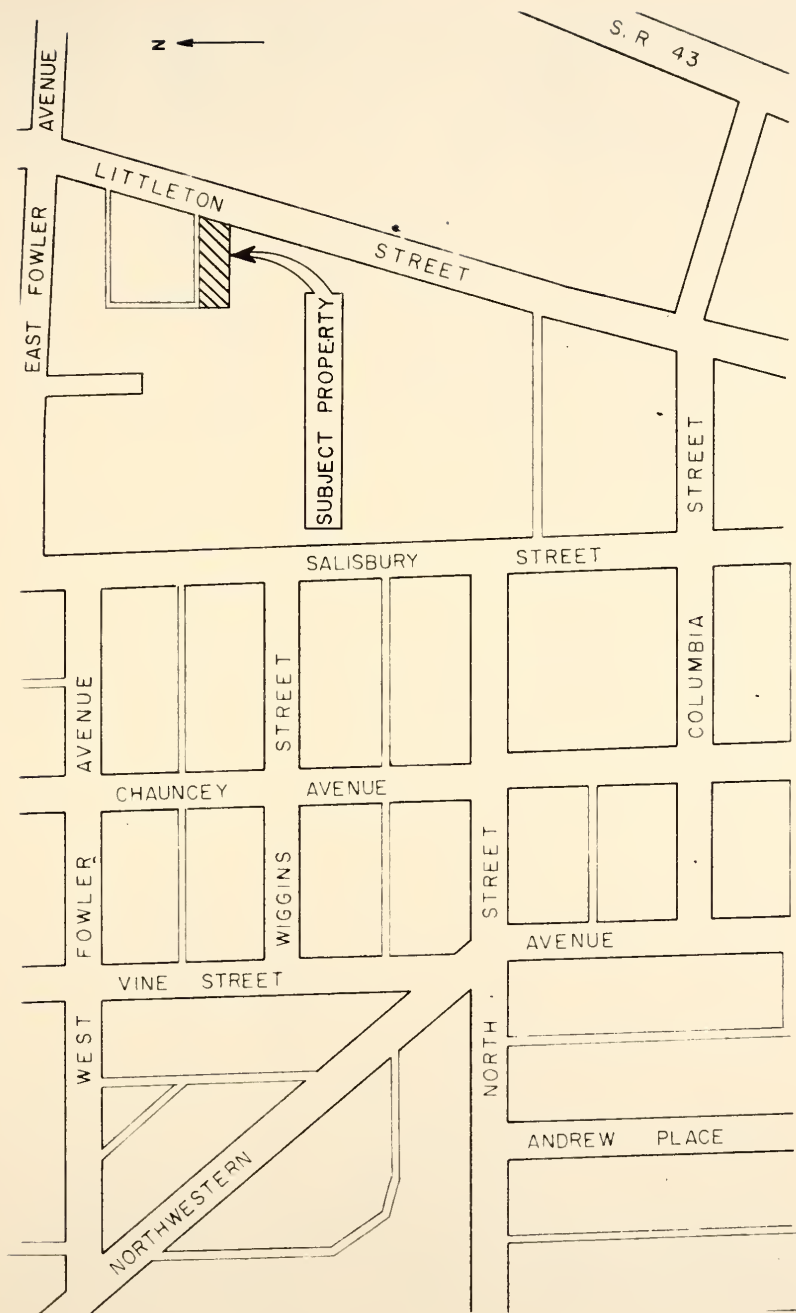 N
S. R 43
AVENUE
EAST FOWLER
LITTLETON
STREET
SUBJECT PROPERTY
SALISBURY STREET
STREET
COLUMBIA
AVENUE
STREET
CHAUNCEY AVENUE
FOWLER
WIGGINS
STREET
AVENUE
VINE STREET
WEST
NORTH
ANDREW PLACE
NORTHWESTERN